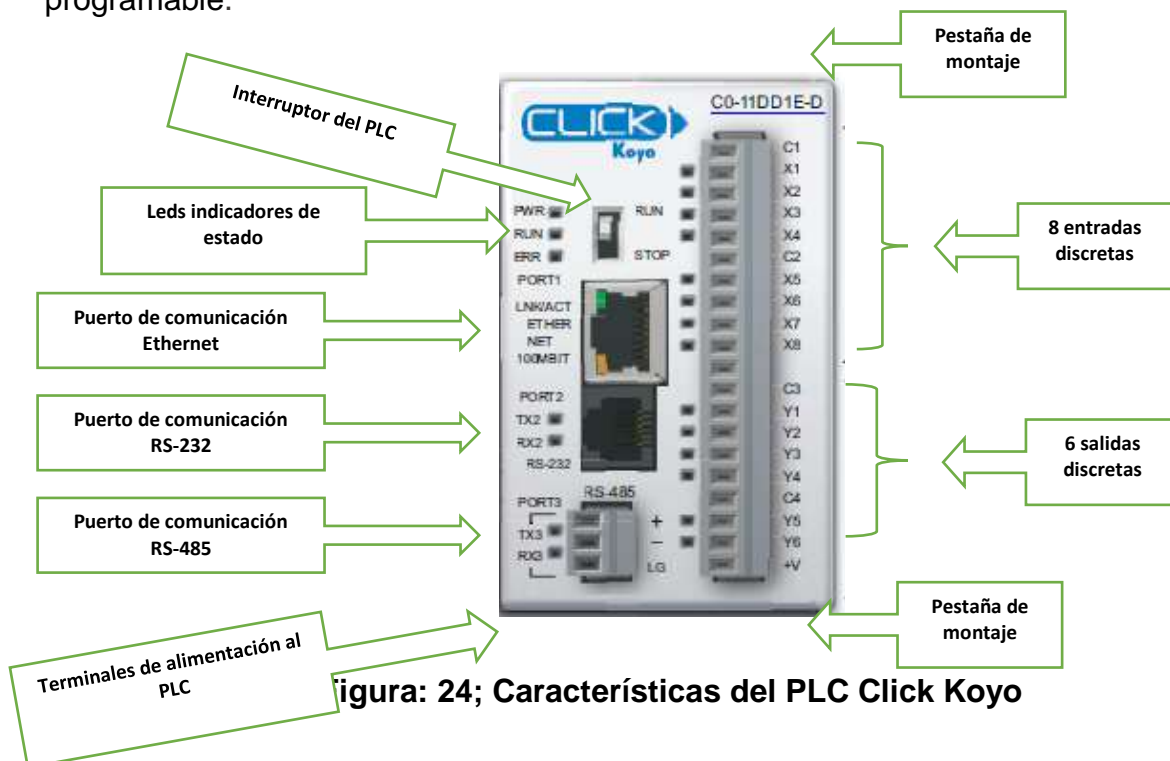 programable.
Pestaña de
montaje
Interruptor del PLC
Leds indicadores de
estado
Puerto de comunicación
Ethernet
Puerto de comunicación
RS-232
Puerto de comunicación
RS-485
Terminales de alimentación al
PLC
CLICK
Koyo
C0-11DD1E-D
PWR
RUN
ERR
RUN
STOP
PORT1
LNK/ACT
ETHER
NET
100MBIT
PORT2
TX2
RX2
RS-232
RS-485
PORT3
TX3
RX3
+
−
LG
C1
X1
X2
X3
X4
C2
X5
X6
X7
X8
C3
Y1
Y2
Y3
Y4
C4
Y5
Y6
+V
8 entradas
discretas
6 salidas
discretas
Pestaña de
montaje
igura: 24; Características del PLC Click Koyo